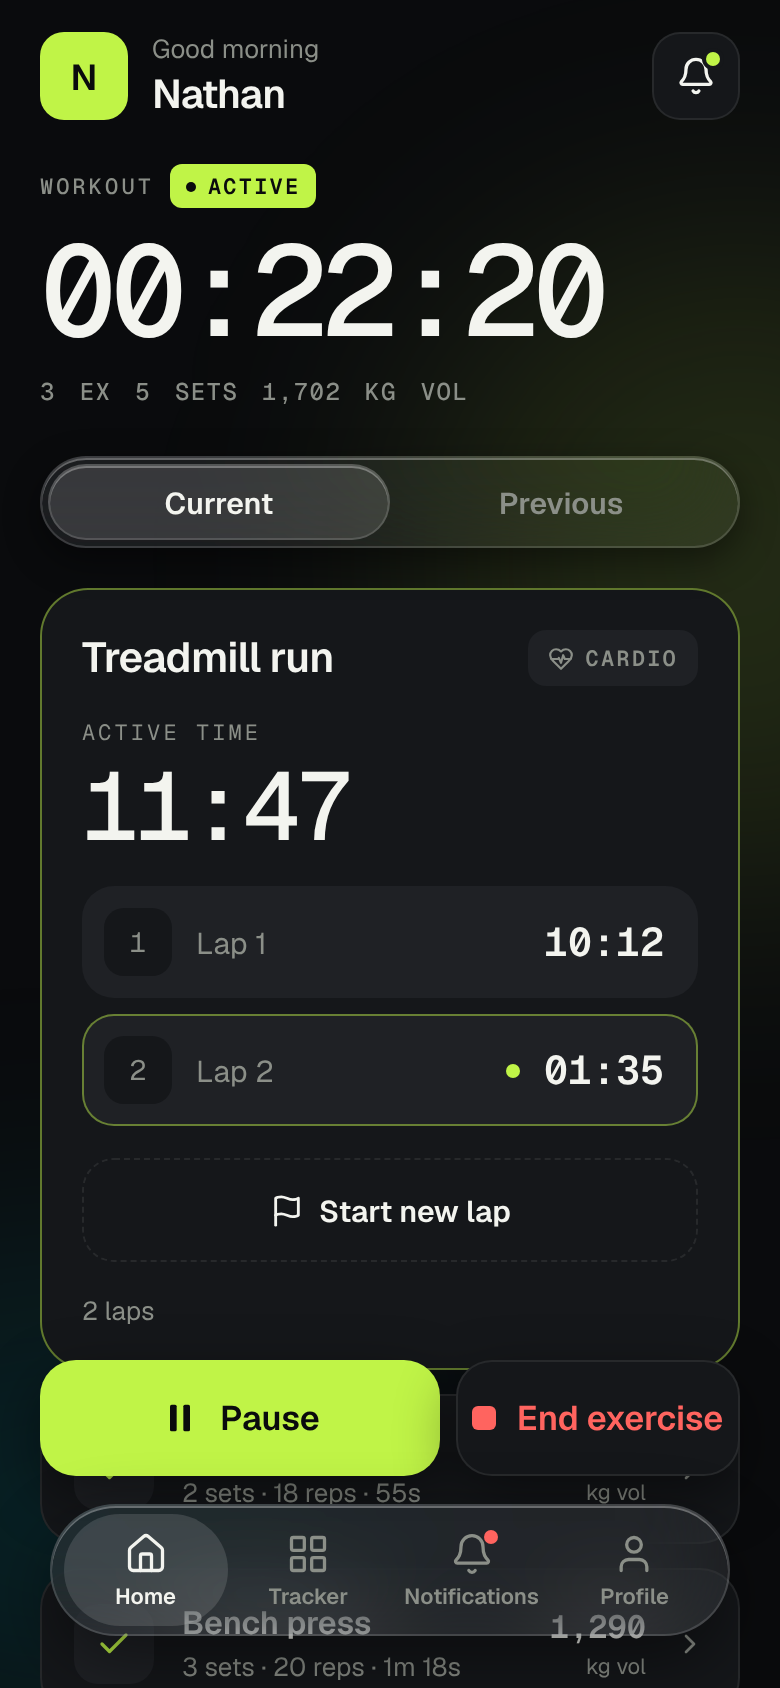 N
Good morning
Nathan
WORKOUT
ACTIVE
00:22:20
3 EX 5 SETS 1,702 KG VOL
Current
Previous
Treadmill run
CARDIO
ACTIVE TIME
11:47
1 Lap 1 10:12
2 Lap 2 01:35
Start new lap
2 laps
Pause
End exercise
2 sets · 18 reps · 55s
kg vol
Home
Tracker
Notifications
Profile
Bench press
1,290
3 sets · 20 reps · 1m 18s
kg vol